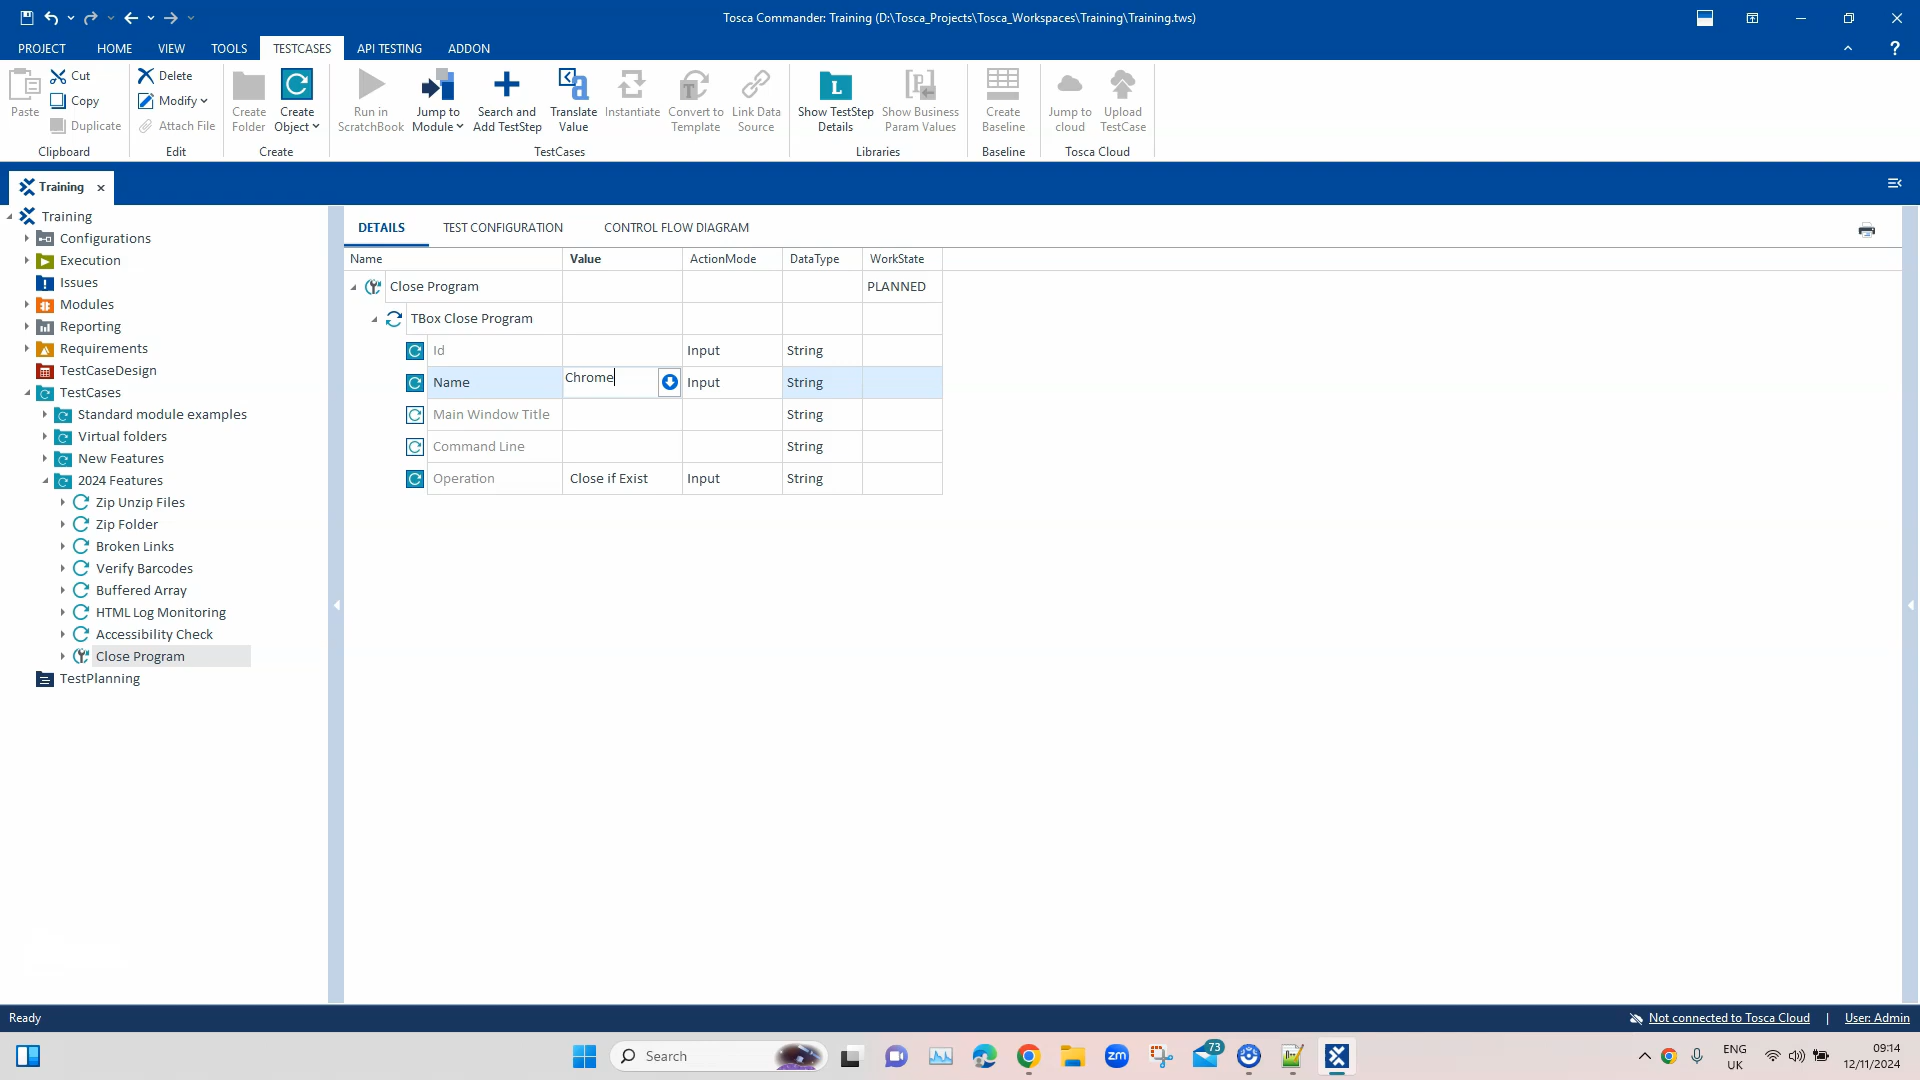 Tosca Commander: Training (D:\Tosca_Projects\Tosca_Workspaces\Training\Training.tws)
PROJECT HOME VIEW TOOLS TESTCASES API TESTING ADDON
?
Paste
Cut
Copy
Duplicate
Clipboard
Delete
Modify
Attach File
Edit
Create Folder
Create Object
Create
Run in ScratchBook
Jump to Module
Search and Add TestStep
Translate Value
Instantiate
Convert to Template
Link Data Source
TestCases
Show TestStep Details
Show Business Param Values
Libraries
Create Baseline
Baseline
Jump to cloud
Upload TestCase
Tosca Cloud
Training
Training
Configurations
Execution
Issues
Modules
Reporting
Requirements
TestCaseDesign
TestCases
Standard module examples
Virtual folders
New Features
2024 Features
Zip Unzip Files
Zip Folder
Broken Links
Verify Barcodes
Buffered Array
HTML Log Monitoring
Accessibility Check
Close Program
TestPlanning
DETAILS TEST CONFIGURATION CONTROL FLOW DIAGRAM
Name Value ActionMode DataType WorkState
Close Program PLANNED
TBox Close Program
Id Input String
Name Chrome Input String
Main Window Title String
Command Line String
Operation Close if Exist Input String
Ready
Not connected to Tosca Cloud | User: Admin
Search
zm
73
ENG
UK
09:14
12/11/2024